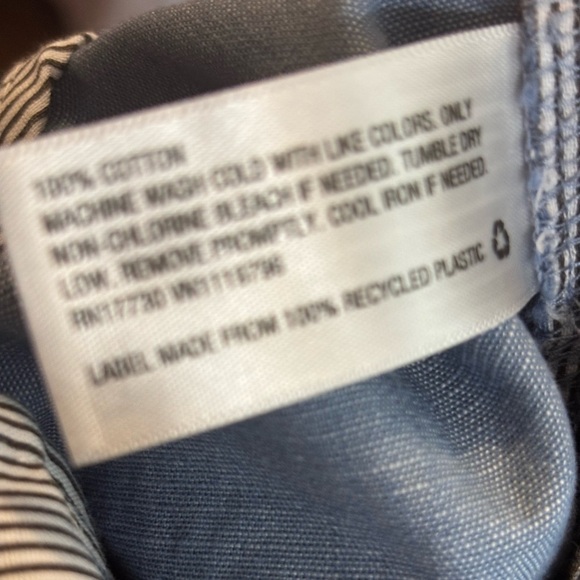 100% COTTON
MACHINE WASH COLD WITH LIKE COLORS. ONLY
NON-CHLORINE BLEACH IF NEEDED. TUMBLE DRY
LOW. REMOVE PROMPTLY. COOL IRON IF NEEDED.
RN17730 VN1116796
LABEL MADE FROM 100% RECYCLED PLASTIC